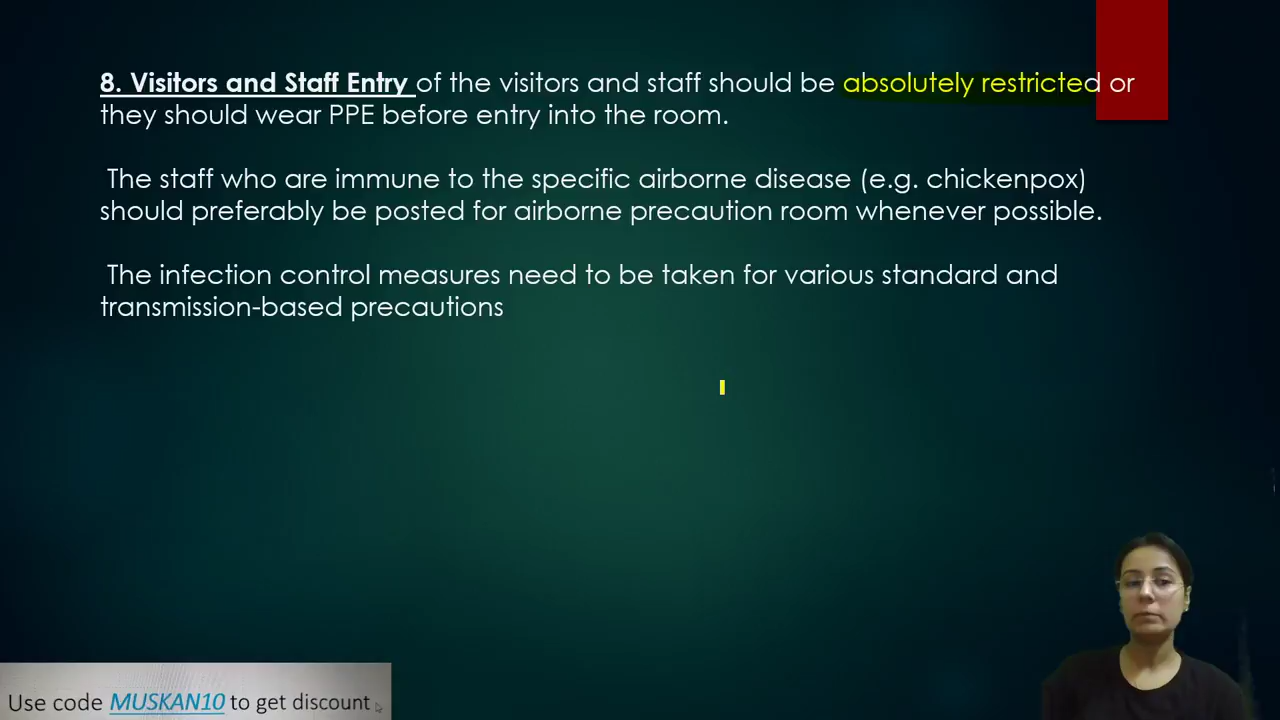 8. Visitors and Staff Entry of the visitors and staff should be absolutely restricted or
they should wear PPE before entry into the room.
The staff who are immune to the specific airborne disease (e.g. chickenpox)
should preferably be posted for airborne precaution room whenever possible.
The infection control measures need to be taken for various standard and
transmission-based precautions
Use code MUSKAN10 to get discount